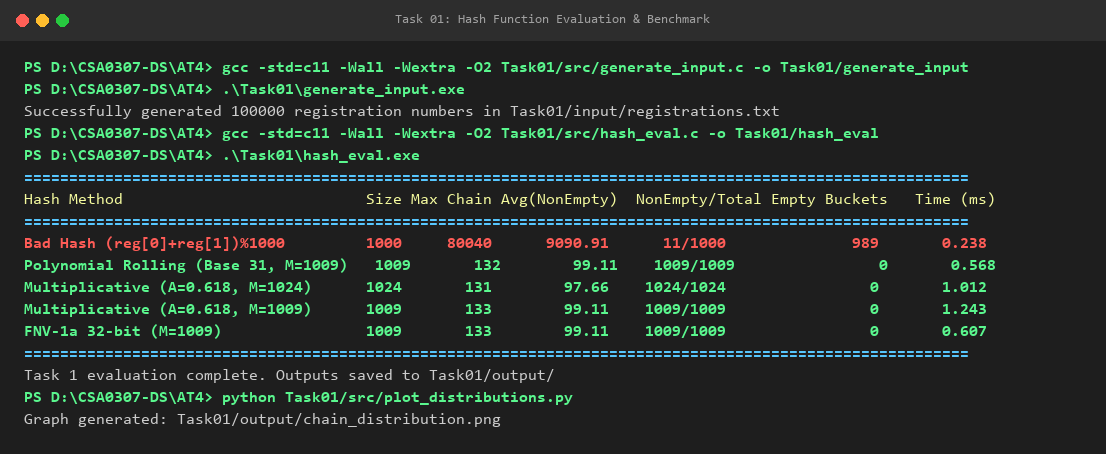 Task 01: Hash Function Evaluation & Benchmark
PS D:\CSA0307-DS\AT4> gcc -std=c11 -Wall -Wextra -O2 Task01/src/generate_input.c -o Task01/generate_input
PS D:\CSA0307-DS\AT4> .\Task01\generate_input.exe
Successfully generated 100000 registration numbers in Task01/input/registrations.txt
PS D:\CSA0307-DS\AT4> gcc -std=c11 -Wall -Wextra -O2 Task01/src/hash_eval.c -o Task01/hash_eval
PS D:\CSA0307-DS\AT4> .\Task01\hash_eval.exe
=========================================================================================================
Hash Method                           Size Max Chain Avg(NonEmpty)  NonEmpty/Total Empty Buckets   Time (ms)
=========================================================================================================
Bad Hash (reg[0]+reg[1])%1000         1000     80040      9090.91      11/1000              989       0.238
Polynomial Rolling (Base 31, M=1009)   1009       132        99.11    1009/1009                0       0.568
Multiplicative (A=0.618, M=1024)      1024       131        97.66    1024/1024               0       1.012
Multiplicative (A=0.618, M=1009)      1009       133        99.11    1009/1009               0       1.243
FNV-1a 32-bit (M=1009)                1009       133        99.11    1009/1009               0       0.607
=========================================================================================================
Task 1 evaluation complete. Outputs saved to Task01/output/
PS D:\CSA0307-DS\AT4> python Task01/src/plot_distributions.py
Graph generated: Task01/output/chain_distribution.png